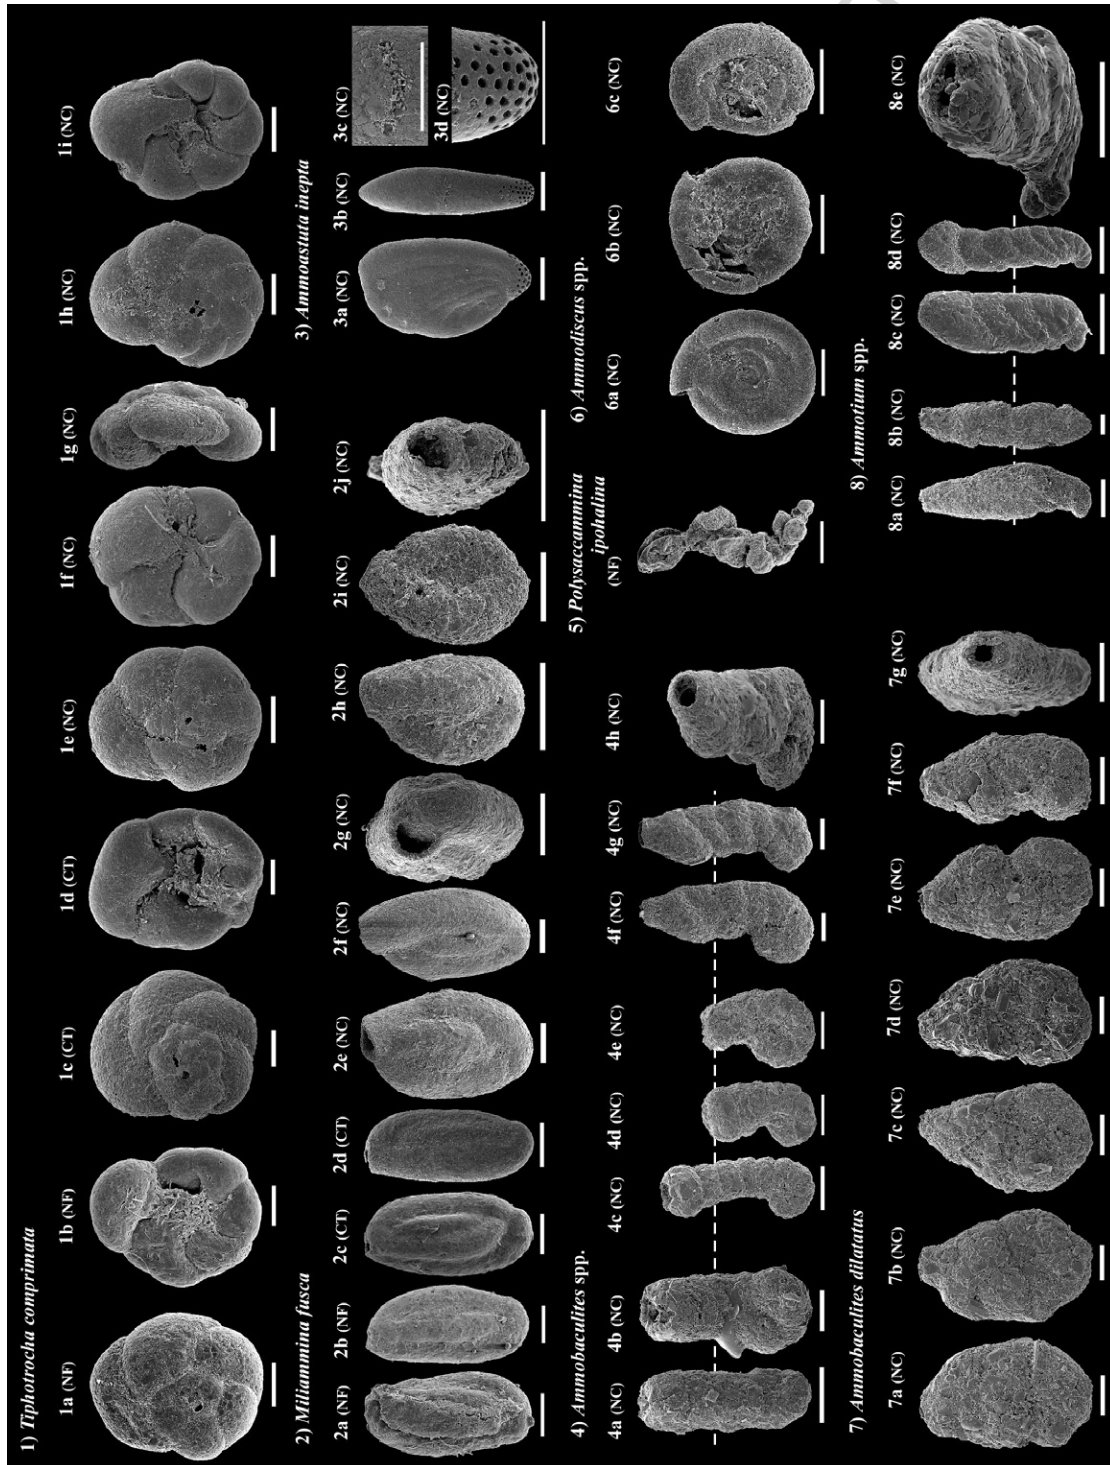 1) Tiphotrocha comprimata
1a (NF)
1b (NF)
1c (CT)
1d (CT)
1e (NC)
1f (NC)
1g (NC)
1h (NC)
1i (NC)
2) Miliammina fusca
2a (NF)
2b (NF)
2c (CT)
2d (CT)
2e (NC)
2f (NC)
2g (NC)
2h (NC)
2i (NC)
2j (NC)
3) Ammoastuta inepta
3a (NC)
3b (NC)
3c (NC)
3d (NC)
4) Ammobaculites spp.
4a (NC)
4b (NC)
4c (NC)
4d (NC)
4e (NC)
4f (NC)
4g (NC)
4h (NC)
5) Polysaccammina
ipohalina
(NF)
6) Ammodiscus spp.
6a (NC)
6b (NC)
6c (NC)
7) Ammobaculites dilatatus
7a (NC)
7b (NC)
7c (NC)
7d (NC)
7e (NC)
7f (NC)
7g (NC)
8) Ammotium spp.
8a (NC)
8b (NC)
8c (NC)
8d (NC)
8e (NC)